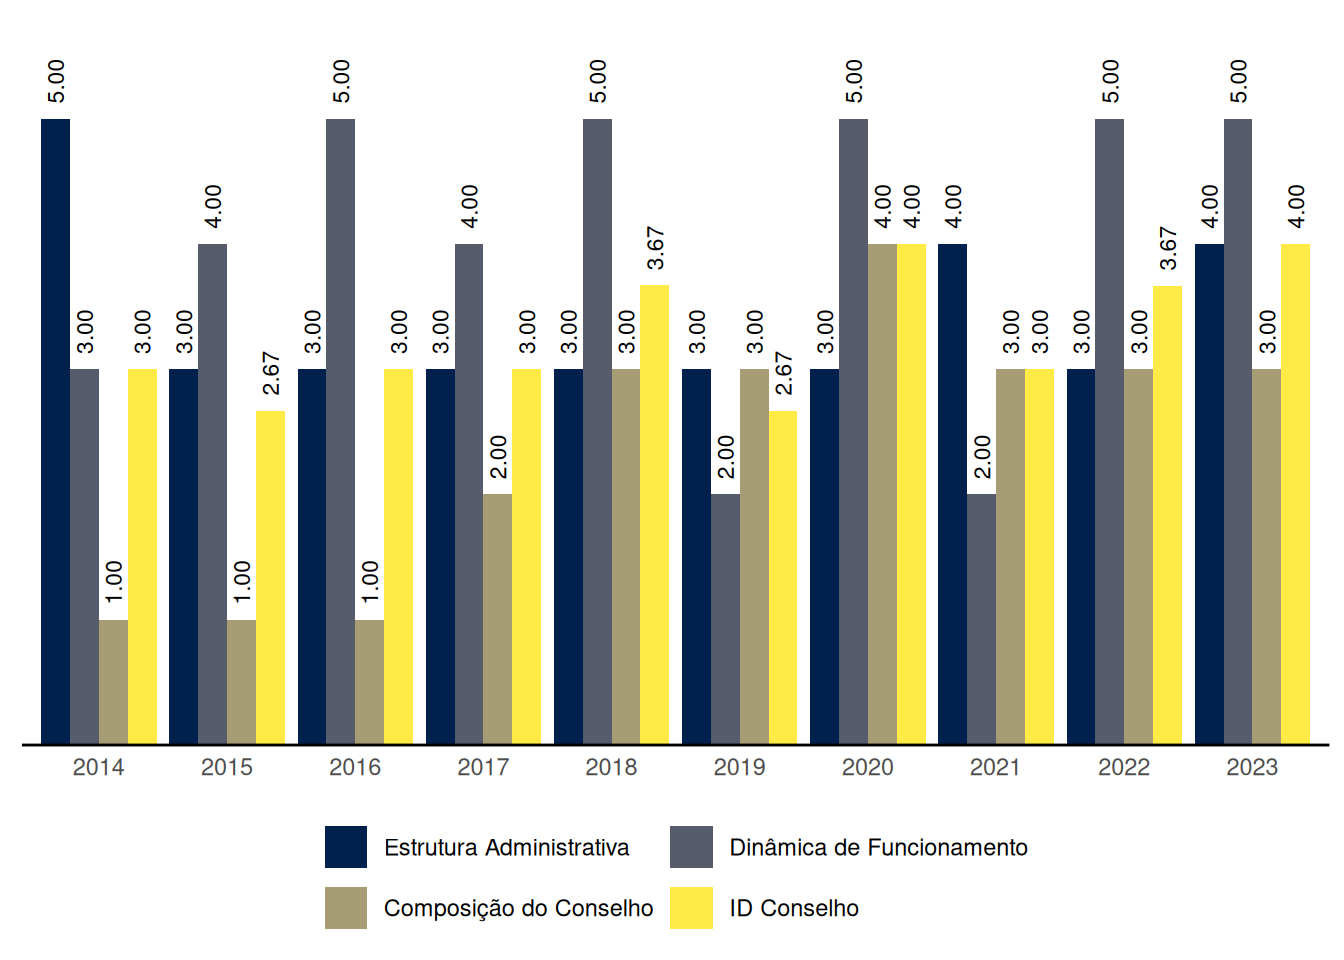 5.00 3.00 1.00 3.00 3.00 4.00 1.00 2.67 3.00 5.00 1.00 3.00 3.00 4.00 2.00 3.00 3.00 5.00 3.00 3.67 3.00 2.00 3.00 2.67 3.00 5.00 4.00 4.00 4.00 2.00 3.00 3.00 3.00 5.00 3.00 3.67 4.00 5.00 3.00 4.00
2014 2015 2016 2017 2018 2019 2020 2021 2022 2023
Estrutura Administrativa Dinâmica de Funcionamento
Composição do Conselho ID Conselho